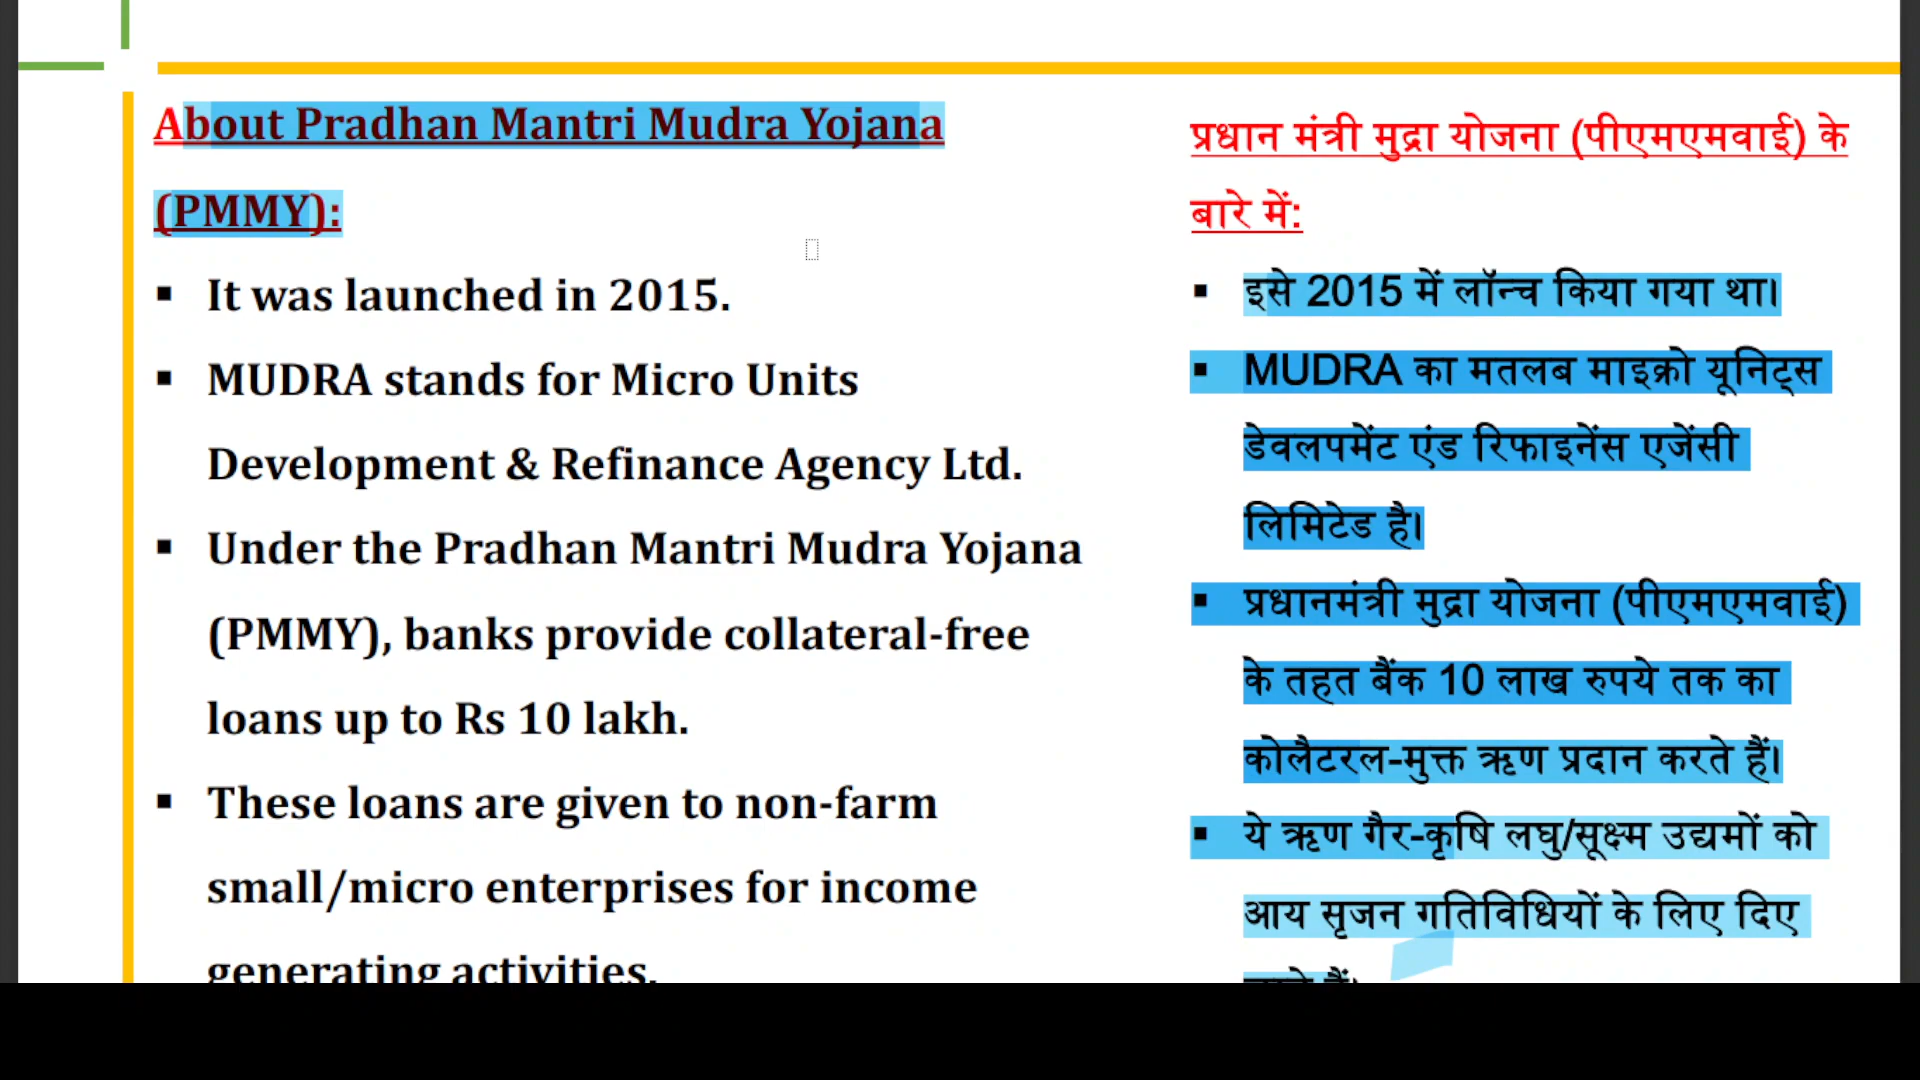 About Pradhan Mantri Mudra Yojana
(PMMY):
▪ It was launched in 2015.
▪ MUDRA stands for Micro Units
Development & Refinance Agency Ltd.
▪ Under the Pradhan Mantri Mudra Yojana
(PMMY), banks provide collateral-free
loans up to Rs 10 lakh.
▪ These loans are given to non-farm
small/micro enterprises for income
generating activities.
प्रधान मंत्री मुद्रा योजना (पीएमएमवाई) के
बारे में:
▪ इसे 2015 में लॉन्च किया गया था।
▪ MUDRA का मतलब माइक्रो यूनिट्स
डेवलपमेंट एंड रिफाइनेंस एजेंसी
लिमिटेड है।
▪ प्रधानमंत्री मुद्रा योजना (पीएमएमवाई)
के तहत बैंक 10 लाख रुपये तक का
कोलैटरल-मुक्त ऋण प्रदान करते हैं।
▪ ये ऋण गैर-कृषि लघु/सूक्ष्म उद्यमों को
आय सृजन गतिविधियों के लिए दिए